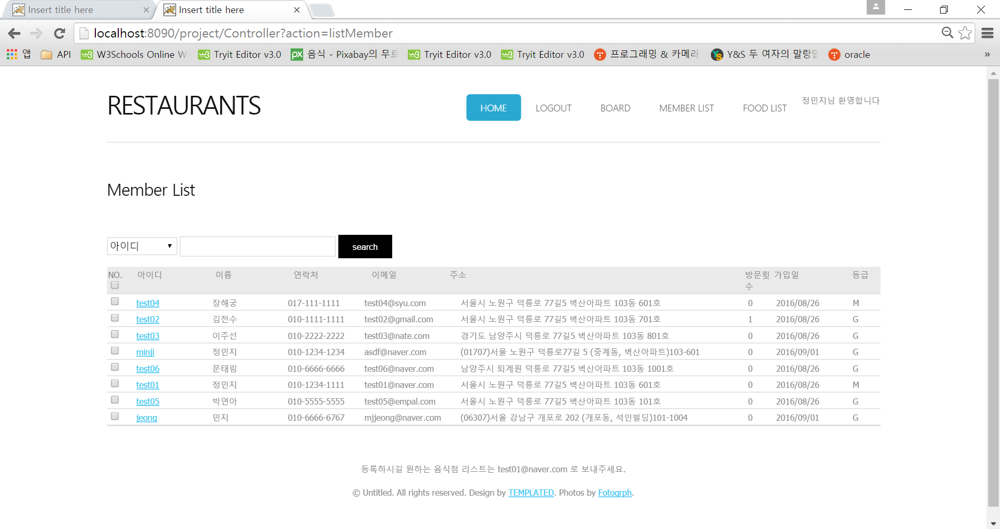 Insert title here
Insert title here
localhost:8090/project/Controller?action=listMember
앱 API W3Schools Online W Tryit Editor v3.0 음식 - Pixabay의 무료 Tryit Editor v3.0 Tryit Editor v3.0 프로그래밍 & 카메라 Y&S 두 여자의 말랑말 oracle »
RESTAURANTS
HOME LOGOUT BOARD MEMBER LIST FOOD LIST 정민지님 환영합니다
Member List
아이디 search
NO. 아이디 이름 연락처 이메일 주소 방문횟수 가입일 등급
test04 장해궁 017-111-1111 test04@syu.com 서울시 노원구 덕릉로 77길5 벽산아파트 103동 601호 0 2016/08/26 M
test02 김전수 010-1111-1111 test02@gmail.com 서울시 노원구 덕릉로 77길5 벽산아파트 103동 701호 1 2016/08/26 G
test03 이주선 010-2222-2222 test03@nate.com 경기도 남양주시 덕릉로 77길5 벽산아파트 103동 801호 0 2016/08/26 G
minji 정민지 010-1234-1234 asdf@naver.com (01707)서울 노원구 덕릉로77길 5 (중계동, 벽산아파트)103-601 0 2016/09/01 G
test06 문태림 010-6666-6666 test06@naver.com 남양주시 퇴계원 덕릉로 77길5 벽산아파트 103동 1001호 0 2016/08/26 G
test01 정민지 010-1234-1111 test01@naver.com 서울시 노원구 덕릉로 77길5 벽산아파트 103동 601호 0 2016/08/26 M
test05 박연아 010-5555-5555 test05@empal.com 서울시 노원구 덕릉로 77길5 벽산아파트 103동 101호 0 2016/08/26 G
jeong 민지 010-6666-6767 mjjeong@naver.com (06307)서울 강남구 개포로 202 (개포동, 석인빌딩)101-1004 0 2016/09/01 G
등록하시길 원하는 음식점 리스트는 test01@naver.com 로 보내주세요.
© Untitled. All rights reserved. Design by TEMPLATED. Photos by Fotogrph.